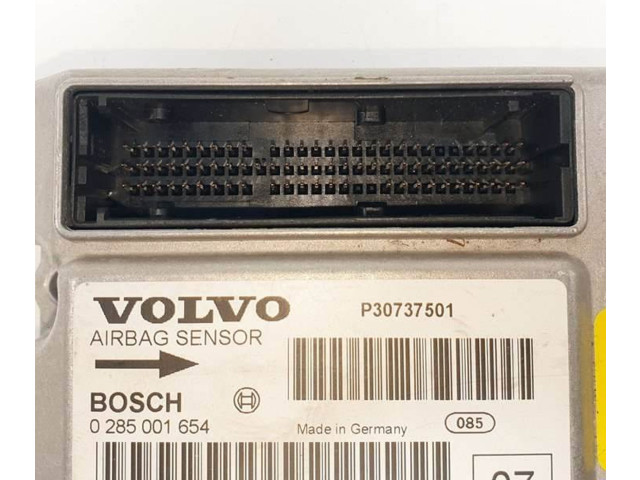 VOLVO P30737501
AIRBAG SENSOR
BOSCH
0 285 001 654 Made in Germany 085